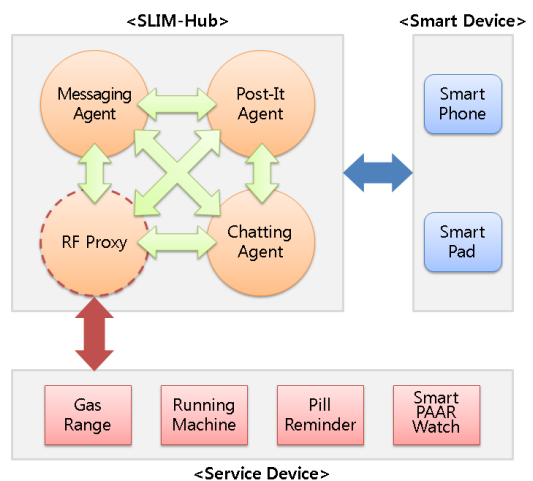 <SLIM-Hub>
<Smart Device>
Messaging
Agent
Post-It
Agent
Smart
Phone
RF Proxy
Chatting
Agent
Smart
Pad
Gas
Range
Running
Machine
Pill
Reminder
Smart
PAAR
Watch
<Service Device>